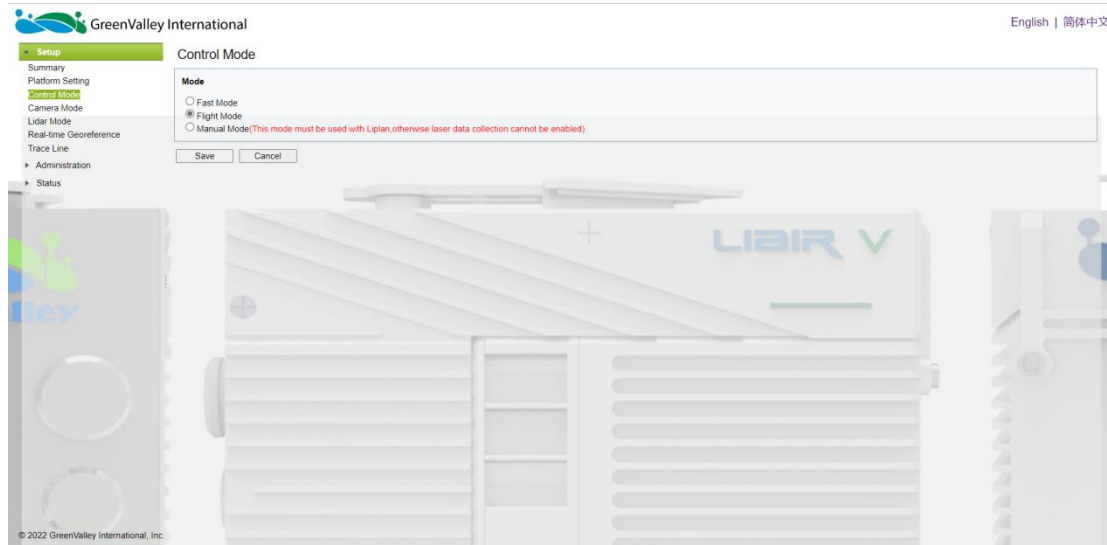 GreenValley International
English | 简体中文
Setup
Summary
Platform Setting
Control Mode
Camera Mode
Lidar Mode
Real-time Georeference
Trace Line
Administration
Status
Control Mode
Mode
Fast Mode
Flight Mode
Manual Mode(This mode must be used with Liplan,otherwise laser data collection cannot be enabled)
Save Cancel
LIAIR V
lley
© 2022 GreenValley International, Inc.